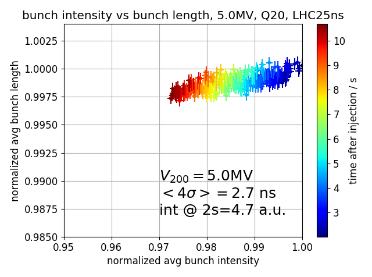 bunch intensity vs bunch length, 5.0MV, Q20, LHC25ns
normalized avg bunch length
1.0025
1.0000
0.9975
0.9950
0.9925
0.9900
0.9875
0.9850
V200 = 5.0MV
< 4σ > = 2.7 ns
int @ 2s=4.7 a.u.
0.95 0.96 0.97 0.98 0.99 1.00
normalized avg bunch intensity
10
9
8
7
6
5
4
3
time after injection / s